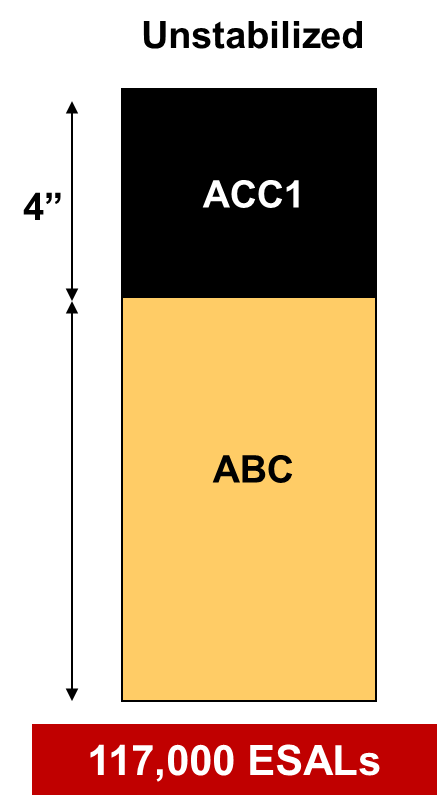 Unstabilized
ACC1
4”
ABC
117,000 ESALs